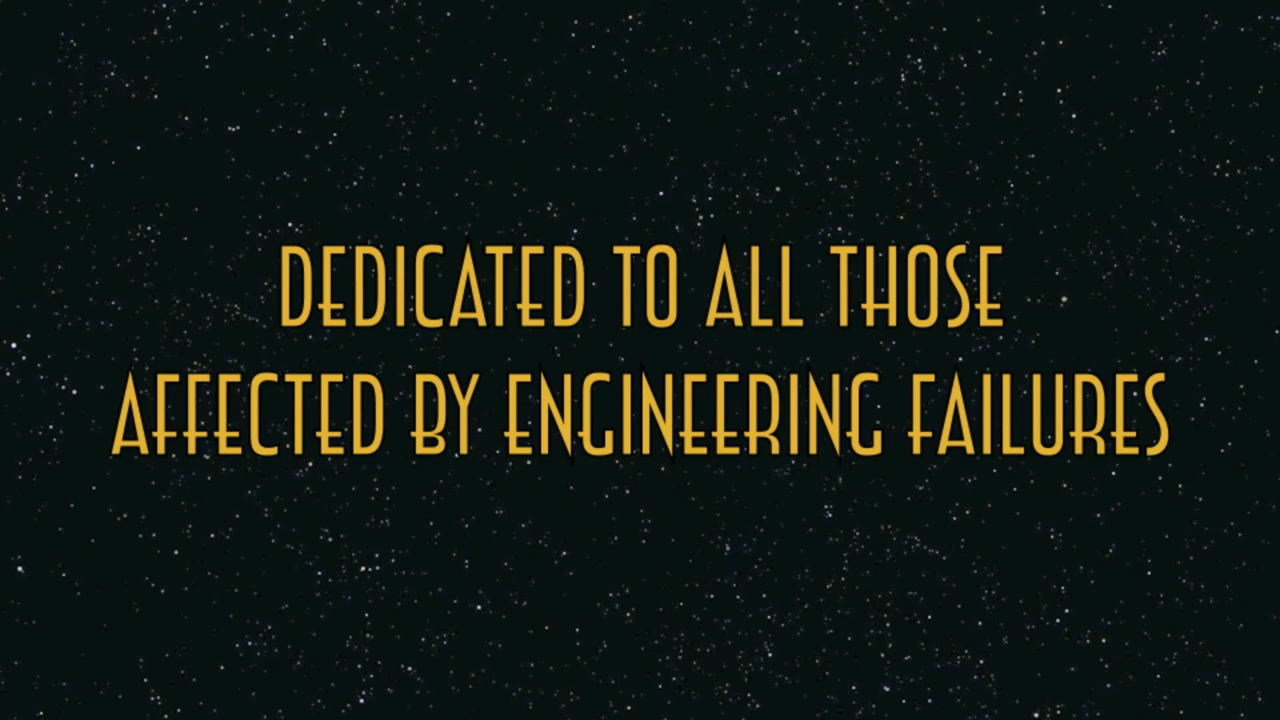 DEDICATED TO ALL THOSE
AFFECTED BY ENGINEERING FAILURES